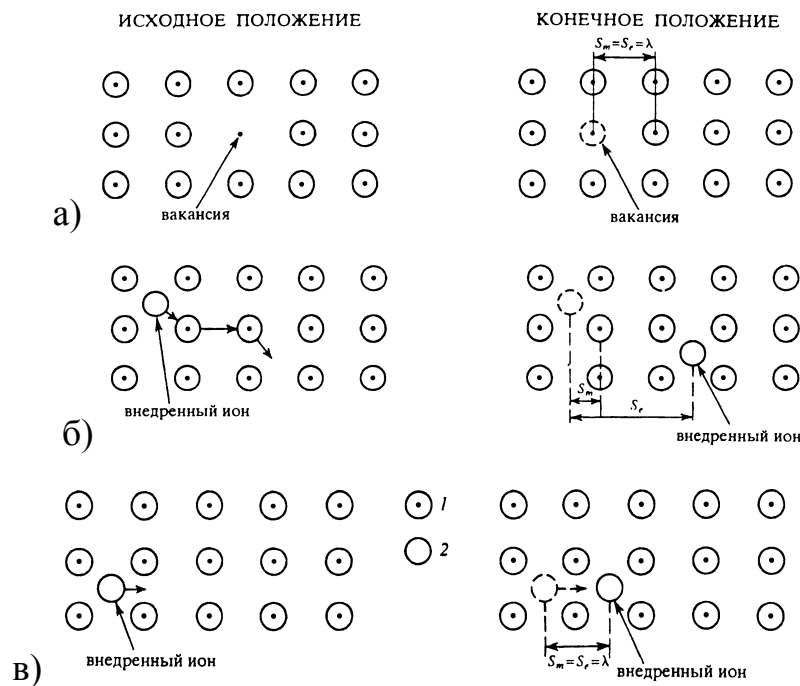 ИСХОДНОЕ ПОЛОЖЕНИЕ
КОНЕЧНОЕ ПОЛОЖЕНИЕ
Sm=Se=λ
а)
вакансия
вакансия
внедренный ион
Sm
Se
внедренный ион
б)
1
2
внедренный ион
Sm=Se=λ
внедренный ион
в)